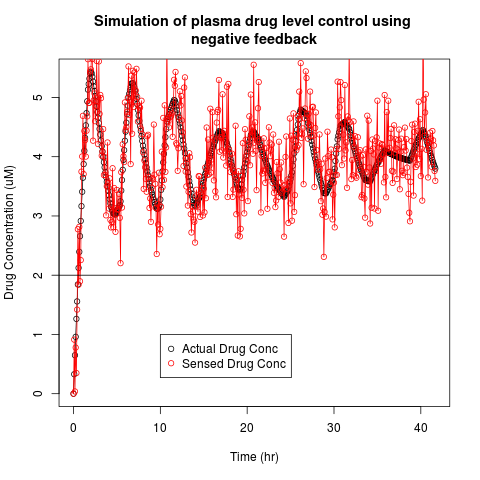 Simulation of plasma drug level control using
negative feedback
Drug Concentration (uM)
5
4
3
2
1
0
Actual Drug Conc
Sensed Drug Conc
0 10 20 30 40
Time (hr)